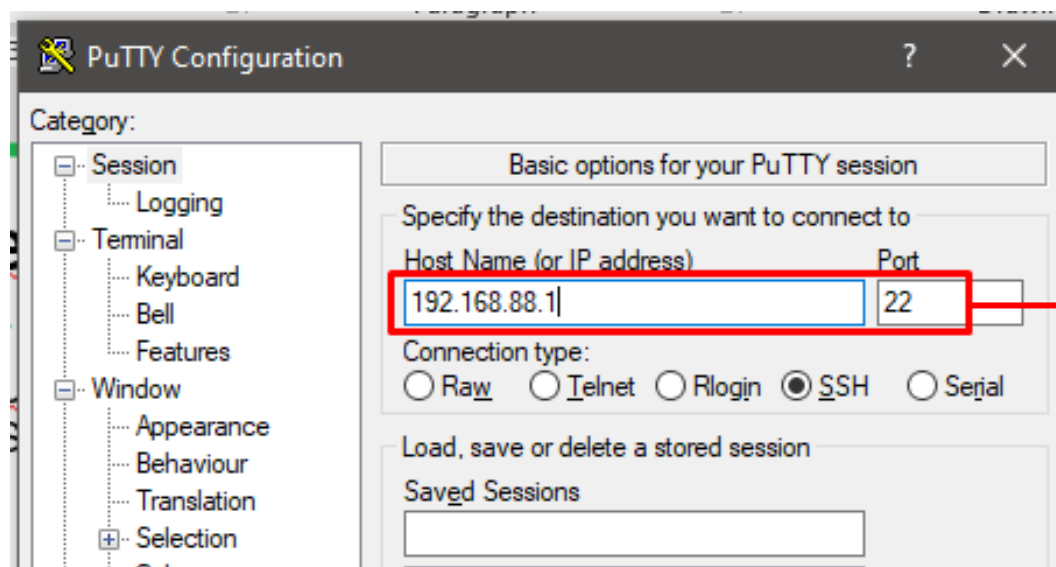 PuTTY Configuration ? ×
Category:
Session
Logging
Terminal
Keyboard
Bell
Features
Window
Appearance
Behaviour
Translation
Selection
Basic options for your PuTTY session
Specify the destination you want to connect to
Host Name (or IP address) Port
192.168.88.1 22
Connection type:
Raw Telnet Rlogin SSH Serial
Load, save or delete a stored session
Saved Sessions